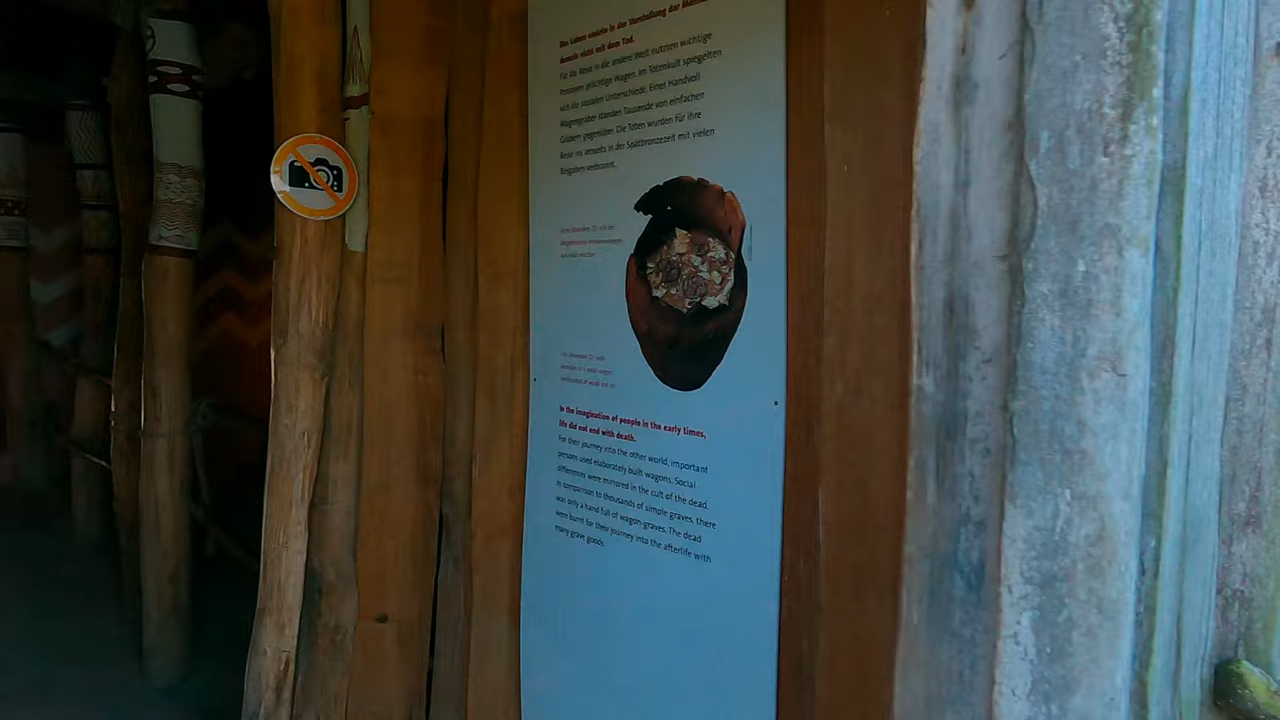 Das Leben endete in der Vorstellung der
damals nicht mit dem Tod.
Für die Reise in die andere Welt nutzten wichtige
Personen prächtige Wagen. Im Totenkult spiegelten
sich die sozialen Unterschiede. Einer Handvoll
Wagengräber standen Tausende von einfachen
Gräbern gegenüber. Die Toten wurden für ihre
Reise ins Jenseits in der Spätbronzezeit mit vielen
Beigaben verbrannt.
In the imagination of people in the early times,
life did not end with death.
For their journey into the other world, important
persons used elaborately built wagons. Social
differences were mirrored in the cult of the dead.
In comparison to thousands of simple graves, there
was only a hand full of wagon-graves. The dead
were burnt for their journey into the afterlife with
many grave goods.